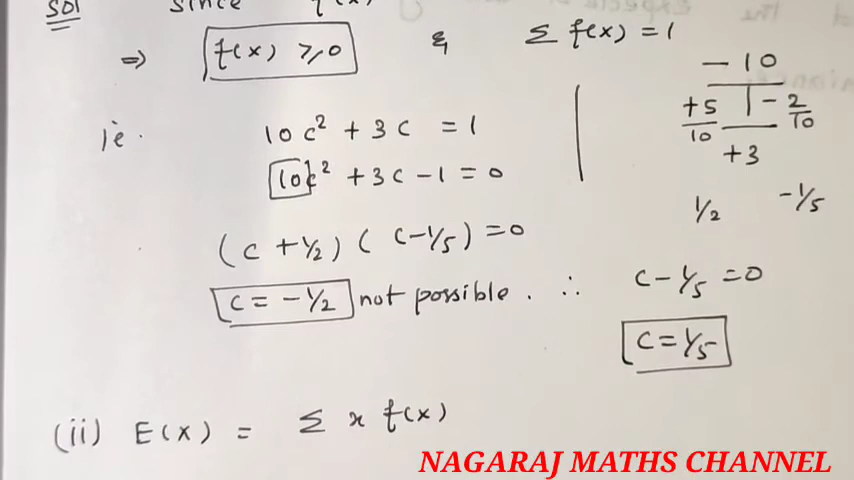 Sol since f(x)
⇒ f(x) ≥ 0 & Σ f(x) = 1
ie. 10c² + 3c = 1
10c² + 3c - 1 = 0
(c + 1/2) (c - 1/5) = 0
c = -1/2 not possible. ∴ c - 1/5 = 0
c = 1/5
-10
+5/10 -2/10
+3
1/2 -1/5
(ii) E(X) = Σ x f(x)
NAGARAJ MATHS CHANNEL